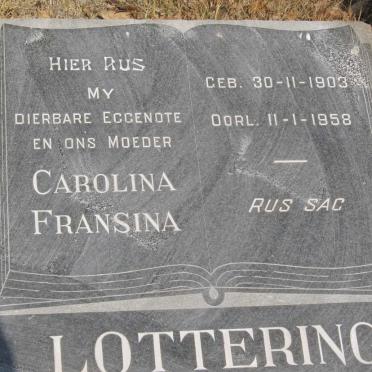 HIER RUS
MY
DIERBARE EGGENOTE
EN ONS MOEDER
CAROLINA
FRANSINA
GEB. 30-11-1903
OORL. 11-1-1958
—
RUS SAG
LOTTERING